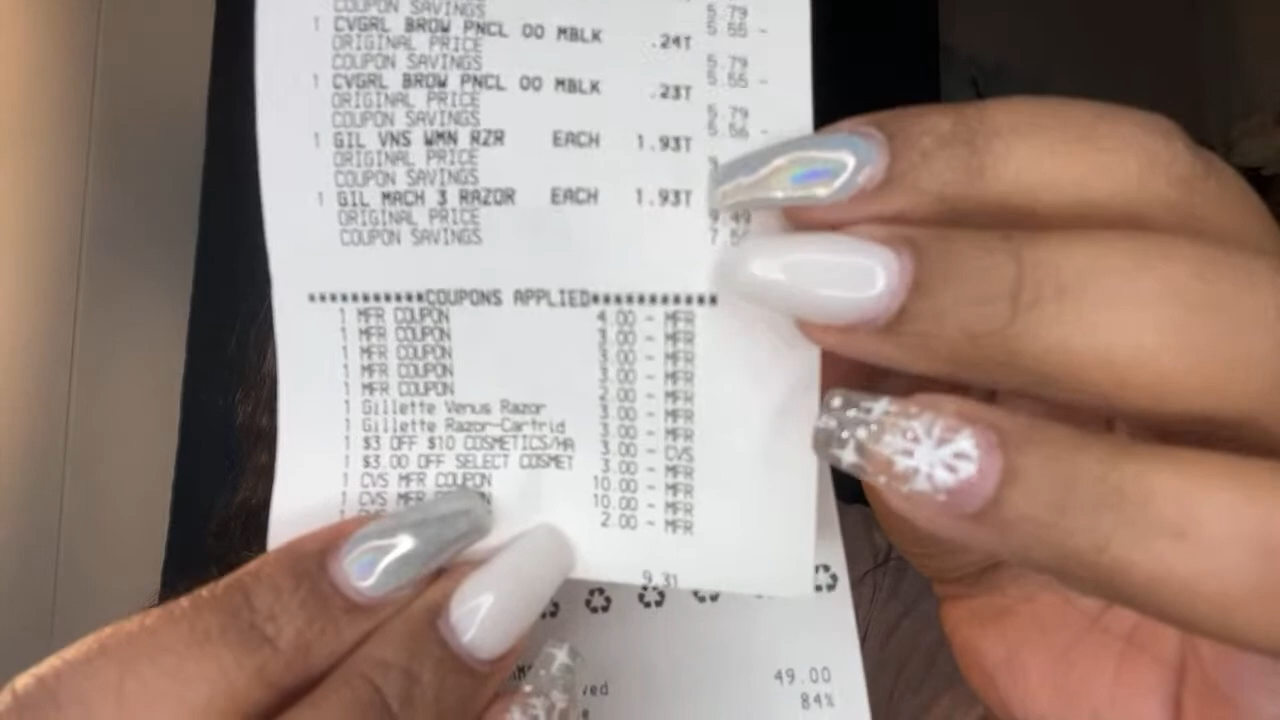 COUPON SAVINGS 5.79
1 CVGRL BROW PNCL 00 MBLK .24T 5.55 -
ORIGINAL PRICE 5.79
COUPON SAVINGS 5.55 -
1 CVGRL BROW PNCL 00 MBLK .23T
ORIGINAL PRICE 5.79
COUPON SAVINGS 5.56 -
1 GIL VNS WMN RZR EACH 1.93T
ORIGINAL PRICE
COUPON SAVINGS
1 GIL MACH 3 RAZOR EACH 1.93T
ORIGINAL PRICE 9.49
COUPON SAVINGS
***********COUPONS APPLIED***********
1 MFR COUPON 4.00 - MFR
1 MFR COUPON 3.00 - MFR
1 MFR COUPON 3.00 - MFR
1 MFR COUPON 3.00 - MFR
1 MFR COUPON 2.00 - MFR
1 Gillette Venus Razor 3.00 - MFR
1 Gillette Razor-Cartrid 3.00 - MFR
1 $3 OFF $10 COSMETICS/HA 3.00 - CVS
1 $3.00 OFF SELECT COSMET 3.00 - MFR
1 CVS MFR COUPON 10.00 - MFR
1 CVS MFR 10.00 - MFR
2.00 - MFR
9.31
49.00
84%